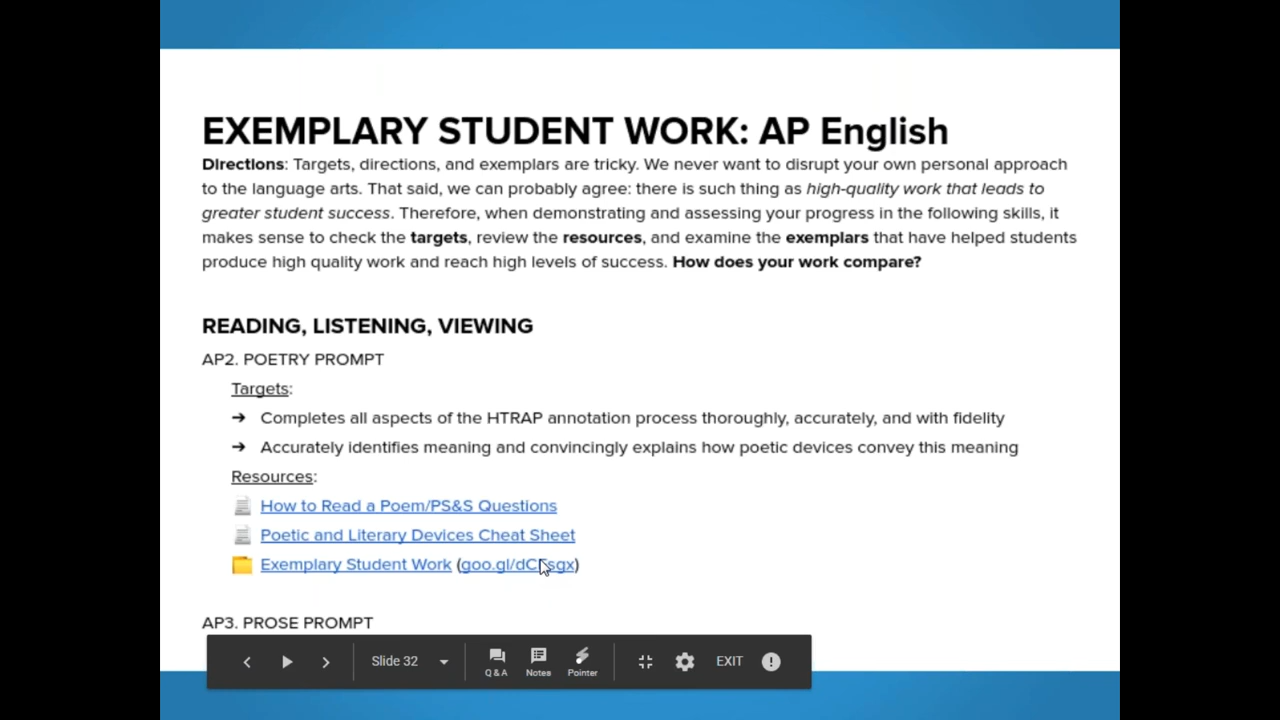 EXEMPLARY STUDENT WORK: AP English
Directions: Targets, directions, and exemplars are tricky. We never want to disrupt your own personal approach
to the language arts. That said, we can probably agree: there is such thing as high-quality work that leads to
greater student success. Therefore, when demonstrating and assessing your progress in the following skills, it
makes sense to check the targets, review the resources, and examine the exemplars that have helped students
produce high quality work and reach high levels of success. How does your work compare?
READING, LISTENING, VIEWING
AP2. POETRY PROMPT
Targets:
➔ Completes all aspects of the HTRAP annotation process thoroughly, accurately, and with fidelity
➔ Accurately identifies meaning and convincingly explains how poetic devices convey this meaning
Resources:
How to Read a Poem/PS&S Questions
Poetic and Literary Devices Cheat Sheet
Exemplary Student Work
AP3. PROSE PROMPT
Slide 32
Q & A
Notes
Pointer
EXIT